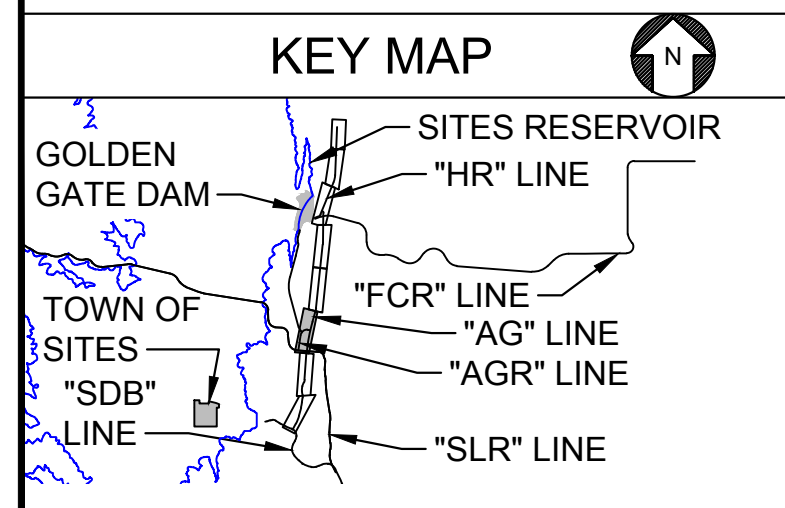 KEY MAP
N
SITES RESERVOIR
GOLDEN
GATE DAM
"HR" LINE
"FCR" LINE
TOWN OF
SITES
"AG" LINE
"AGR" LINE
"SDB"
LINE
"SLR" LINE